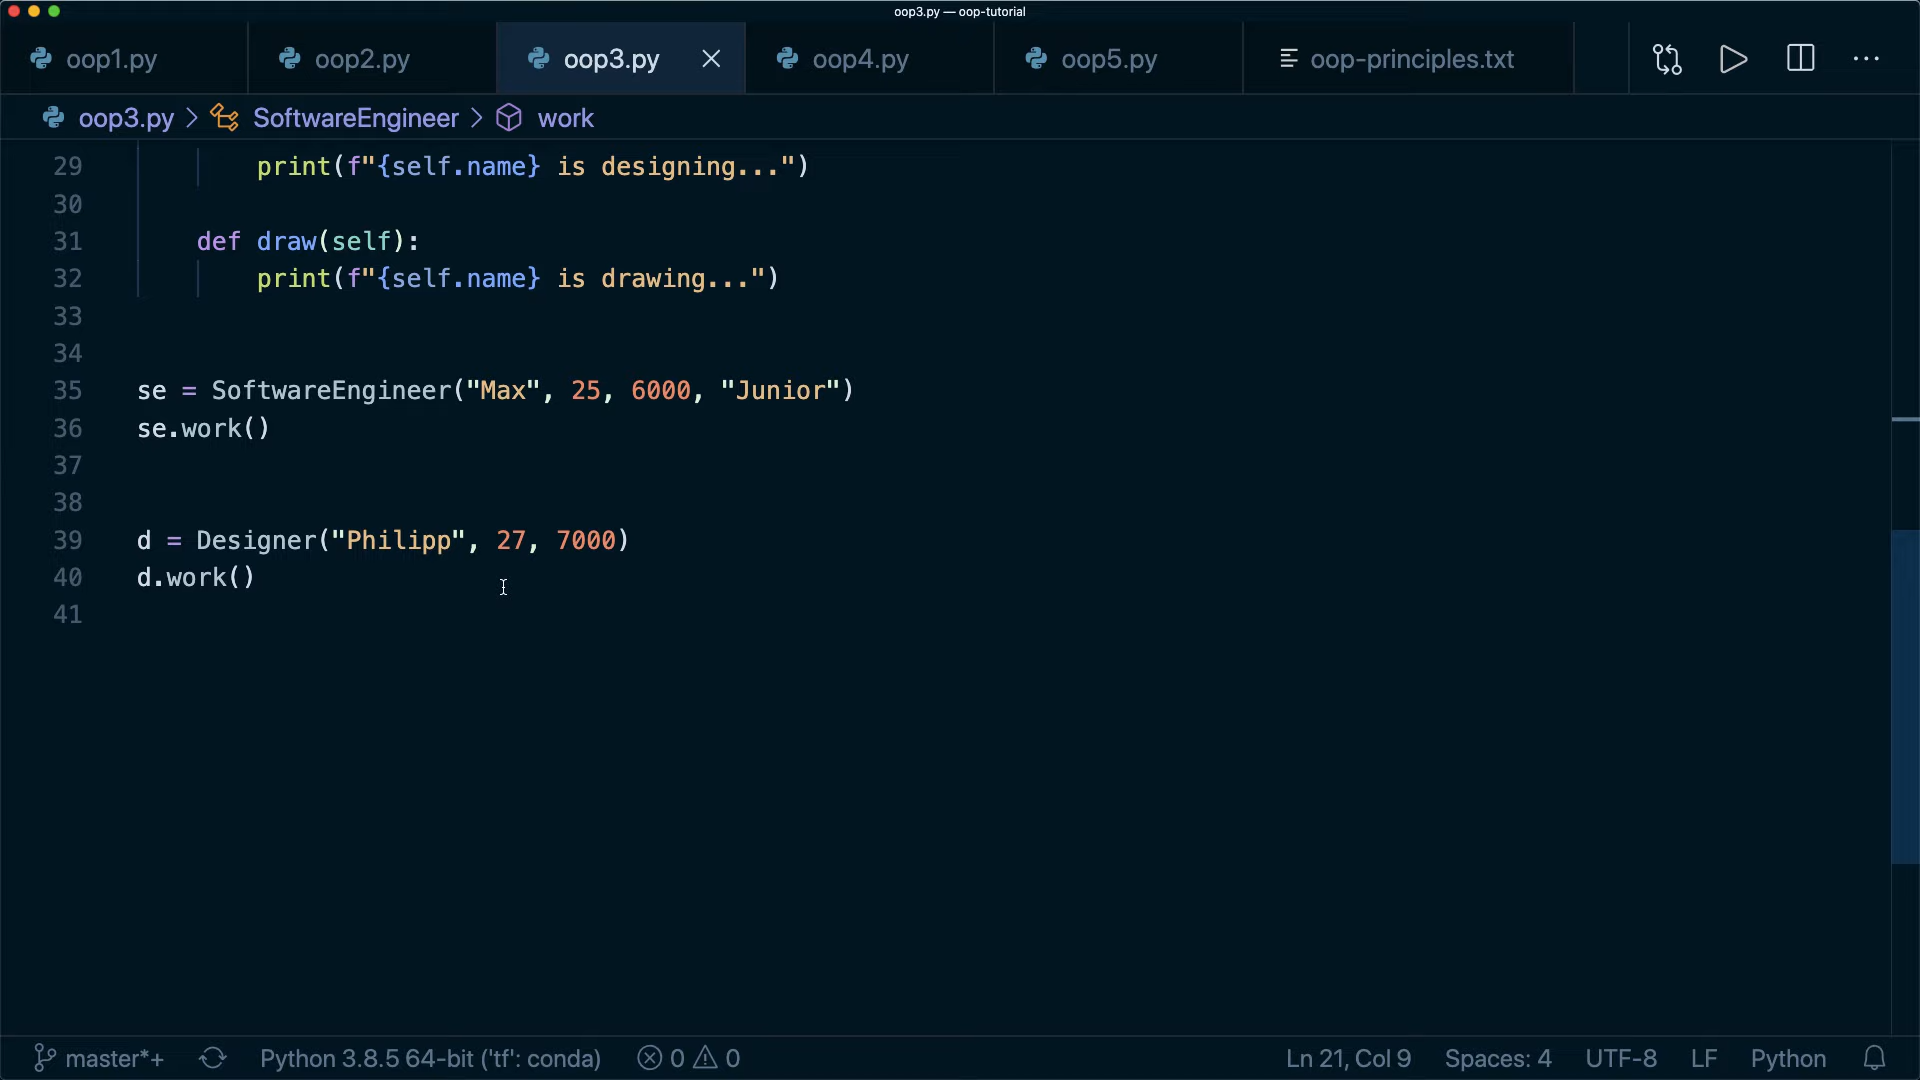 oop3.py — oop-tutorial
oop1.py oop2.py oop3.py oop4.py oop5.py oop-principles.txt
oop3.py > SoftwareEngineer > work
29 print(f"{self.name} is designing...")
30
31 def draw(self):
32 print(f"{self.name} is drawing...")
33
34
35 se = SoftwareEngineer("Max", 25, 6000, "Junior")
36 se.work()
37
38
39 d = Designer("Philipp", 27, 7000)
40 d.work()
41
master*+ Python 3.8.5 64-bit ('tf': conda) 0 0 Ln 21, Col 9 Spaces: 4 UTF-8 LF Python